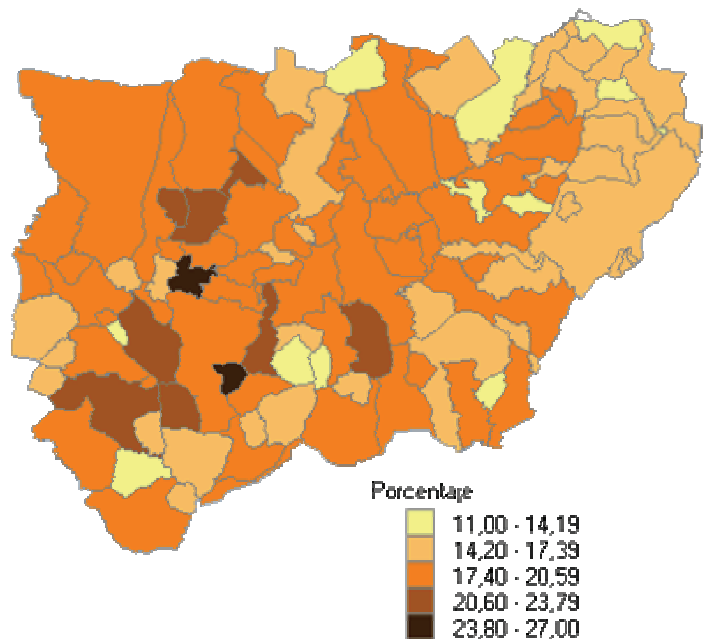 Porcentaje
11,00 - 14,19
14,20 - 17,39
17,40 - 20,59
20,60 - 23,79
23,80 - 27,00